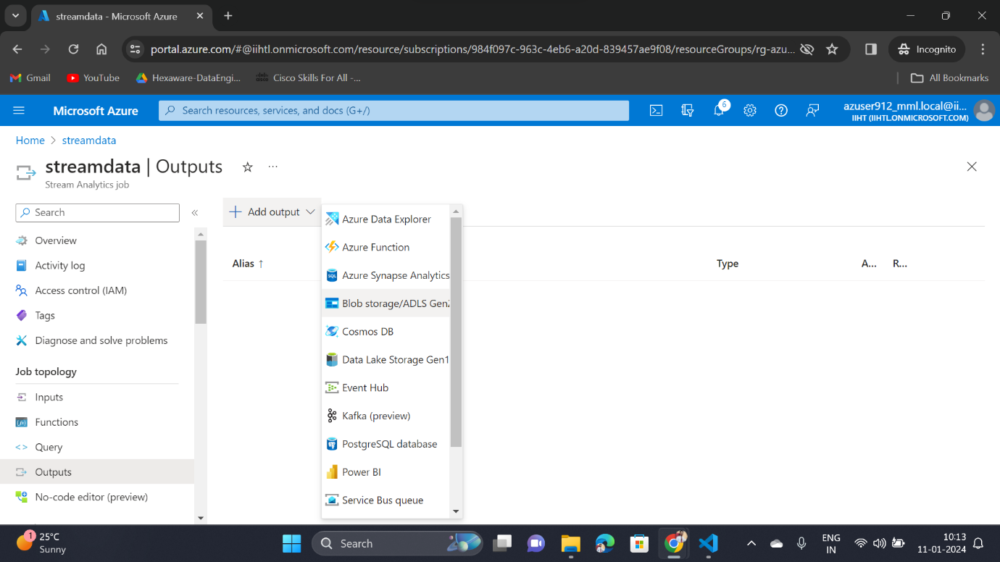 streamdata - Microsoft Azure
portal.azure.com/#@iihtl.onmicrosoft.com/resource/subscriptions/984f097c-963c-4eb6-a20d-839457ae9f08/resourceGroups/rg-azu...
Incognito
Gmail
YouTube
Hexaware-DataEngi...
Cisco Skills For All -...
All Bookmarks
Microsoft Azure
Search resources, services, and docs (G+/)
6
azuser912_mml.local@ii...
IIHT (IIHTL.ONMICROSOFT.COM)
Home > streamdata
streamdata | Outputs
Stream Analytics job
Search
Overview
Activity log
Access control (IAM)
Tags
Diagnose and solve problems
Job topology
Inputs
Functions
Query
Outputs
No-code editor (preview)
Add output
Alias ↑
Type
A...
R...
Azure Data Explorer
Azure Function
Azure Synapse Analytics
Blob storage/ADLS Gen2
Cosmos DB
Data Lake Storage Gen1
Event Hub
Kafka (preview)
PostgreSQL database
Power BI
Service Bus queue
1
25°C
Sunny
Search
ENG
IN
10:13
11-01-2024